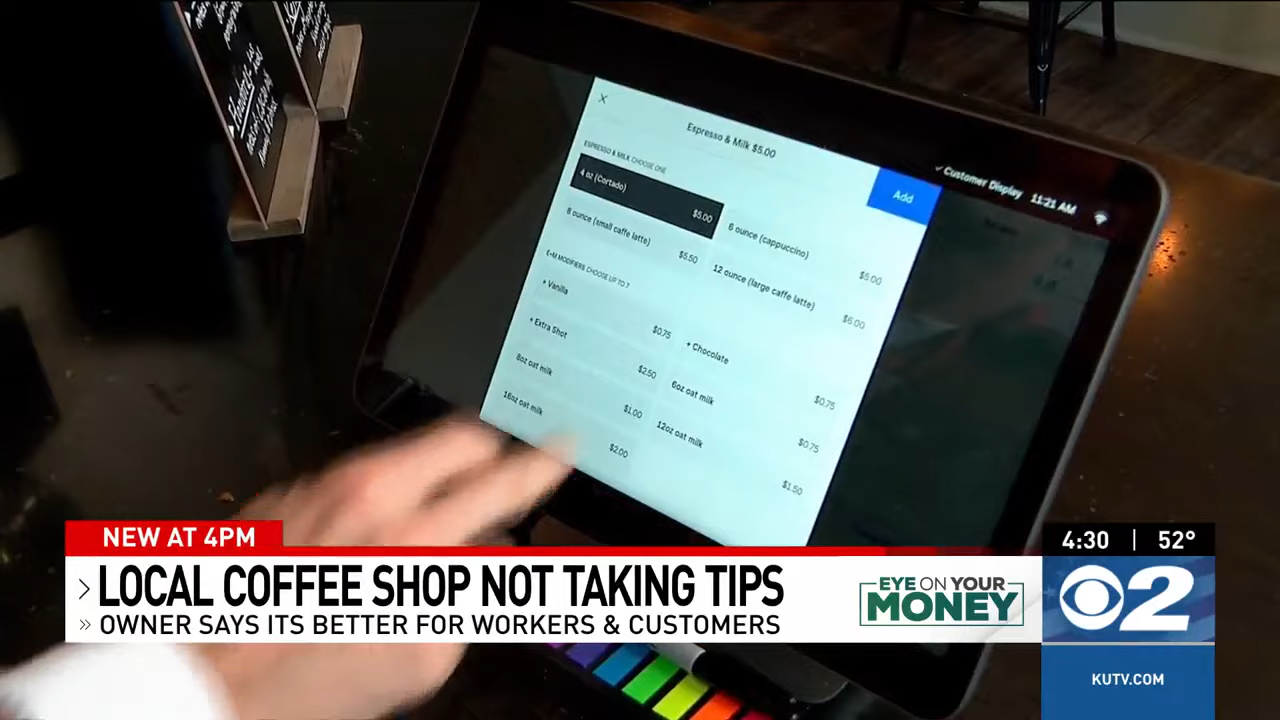 Espresso & Milk $5.00
Add
✓ Customer Display 11:21 AM
ESPRESSO & MILK CHOOSE ONE
4 oz (Cortado) $5.00
6 ounce (cappuccino) $5.00
8 ounce (small caffe latte) $5.50
12 ounce (large caffe latte) $6.00
E+M MODIFIERS CHOOSE UP TO 7
+ Vanilla $0.75
+ Chocolate $0.75
+ Extra Shot $2.50
6oz oat milk $0.75
8oz oat milk $1.00
12oz oat milk $1.50
16oz oat milk $2.00
NEW AT 4PM
LOCAL COFFEE SHOP NOT TAKING TIPS
OWNER SAYS ITS BETTER FOR WORKERS & CUSTOMERS
EYE ON YOUR
MONEY
4:30 | 52°
2
KUTV.COM